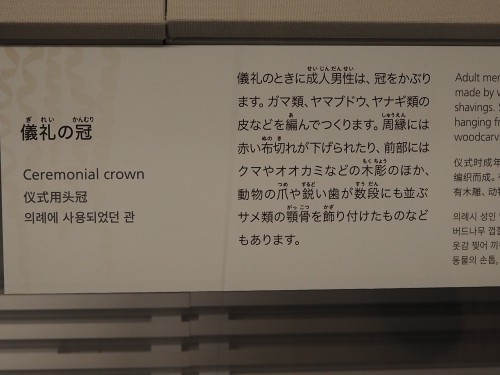 儀礼の冠
Ceremonial crown
仪式用头冠
의례에 사용되었던 관
儀礼のときに成人男性は、冠をかぶり
ます。ガマ類、ヤマブドウ、ヤナギ類の
皮などを編んでつくります。周縁には
赤い布切れが下げられたり、前部には
クマやオオカミなどの木彫のほか、
動物の爪や鋭い歯が数段にも並ぶ
サメ類の顎骨を飾り付けたものなど
もあります。
Adult mer
made by v
shavings.
hanging fr
woodcarvi
仪式时成年
编织而成。
有木雕、动物
의례시 성인
버드나무 껍질
옷감 찢어
동물의 손톱,